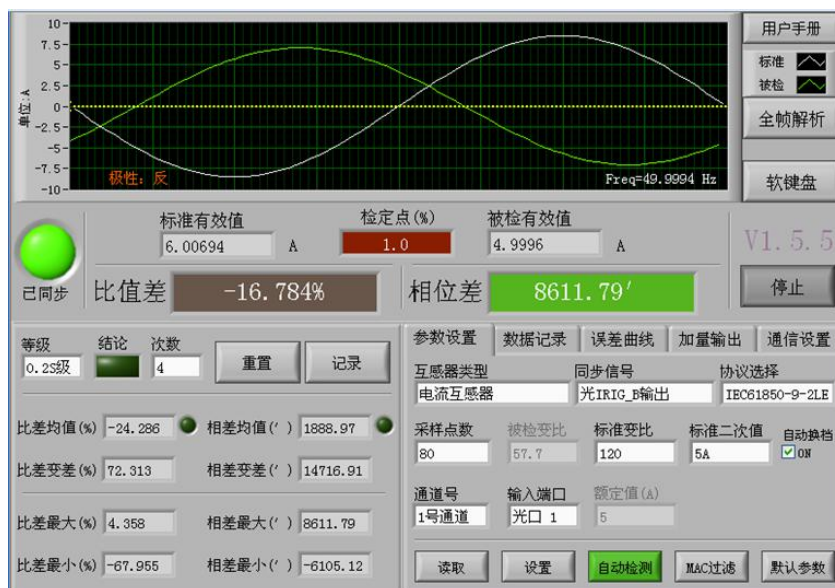 10
7.5
5
2.5
0
-2.5
-5
-7.5
-10
单位:A
极性: 反
Freq=49.9994 Hz
用户手册
标准
被检
全帧解析
软键盘
标准有效值 检定点(%) 被检有效值
6.00694 A 1.0 4.9996 A
V1.5.5
已同步 比值差 -16.784% 相位差 8611.79′ 停止
等级 结论 次数
0.2S级 4 重置 记录
比差均值(%) -24.286 相差均值(′) 1888.97
比差变差(%) 72.313 相差变差(′) 14716.91
比差最大(%) 4.358 相差最大(′) 8611.79
比差最小(%) -67.955 相差最小(′) -6105.12
参数设置 数据记录 误差曲线 加量输出 通信设置
互感器类型 同步信号 协议选择
电流互感器 光IRIG_B输出 IEC61850-9-2LE
采样点数 被检变比 标准变比 标准二次值 自动换档
80 57.7 120 5A ON
通道号 输入端口 额定值(A)
1号通道 光口 1 5
读取 设置 自动检测 MAC过滤 默认参数